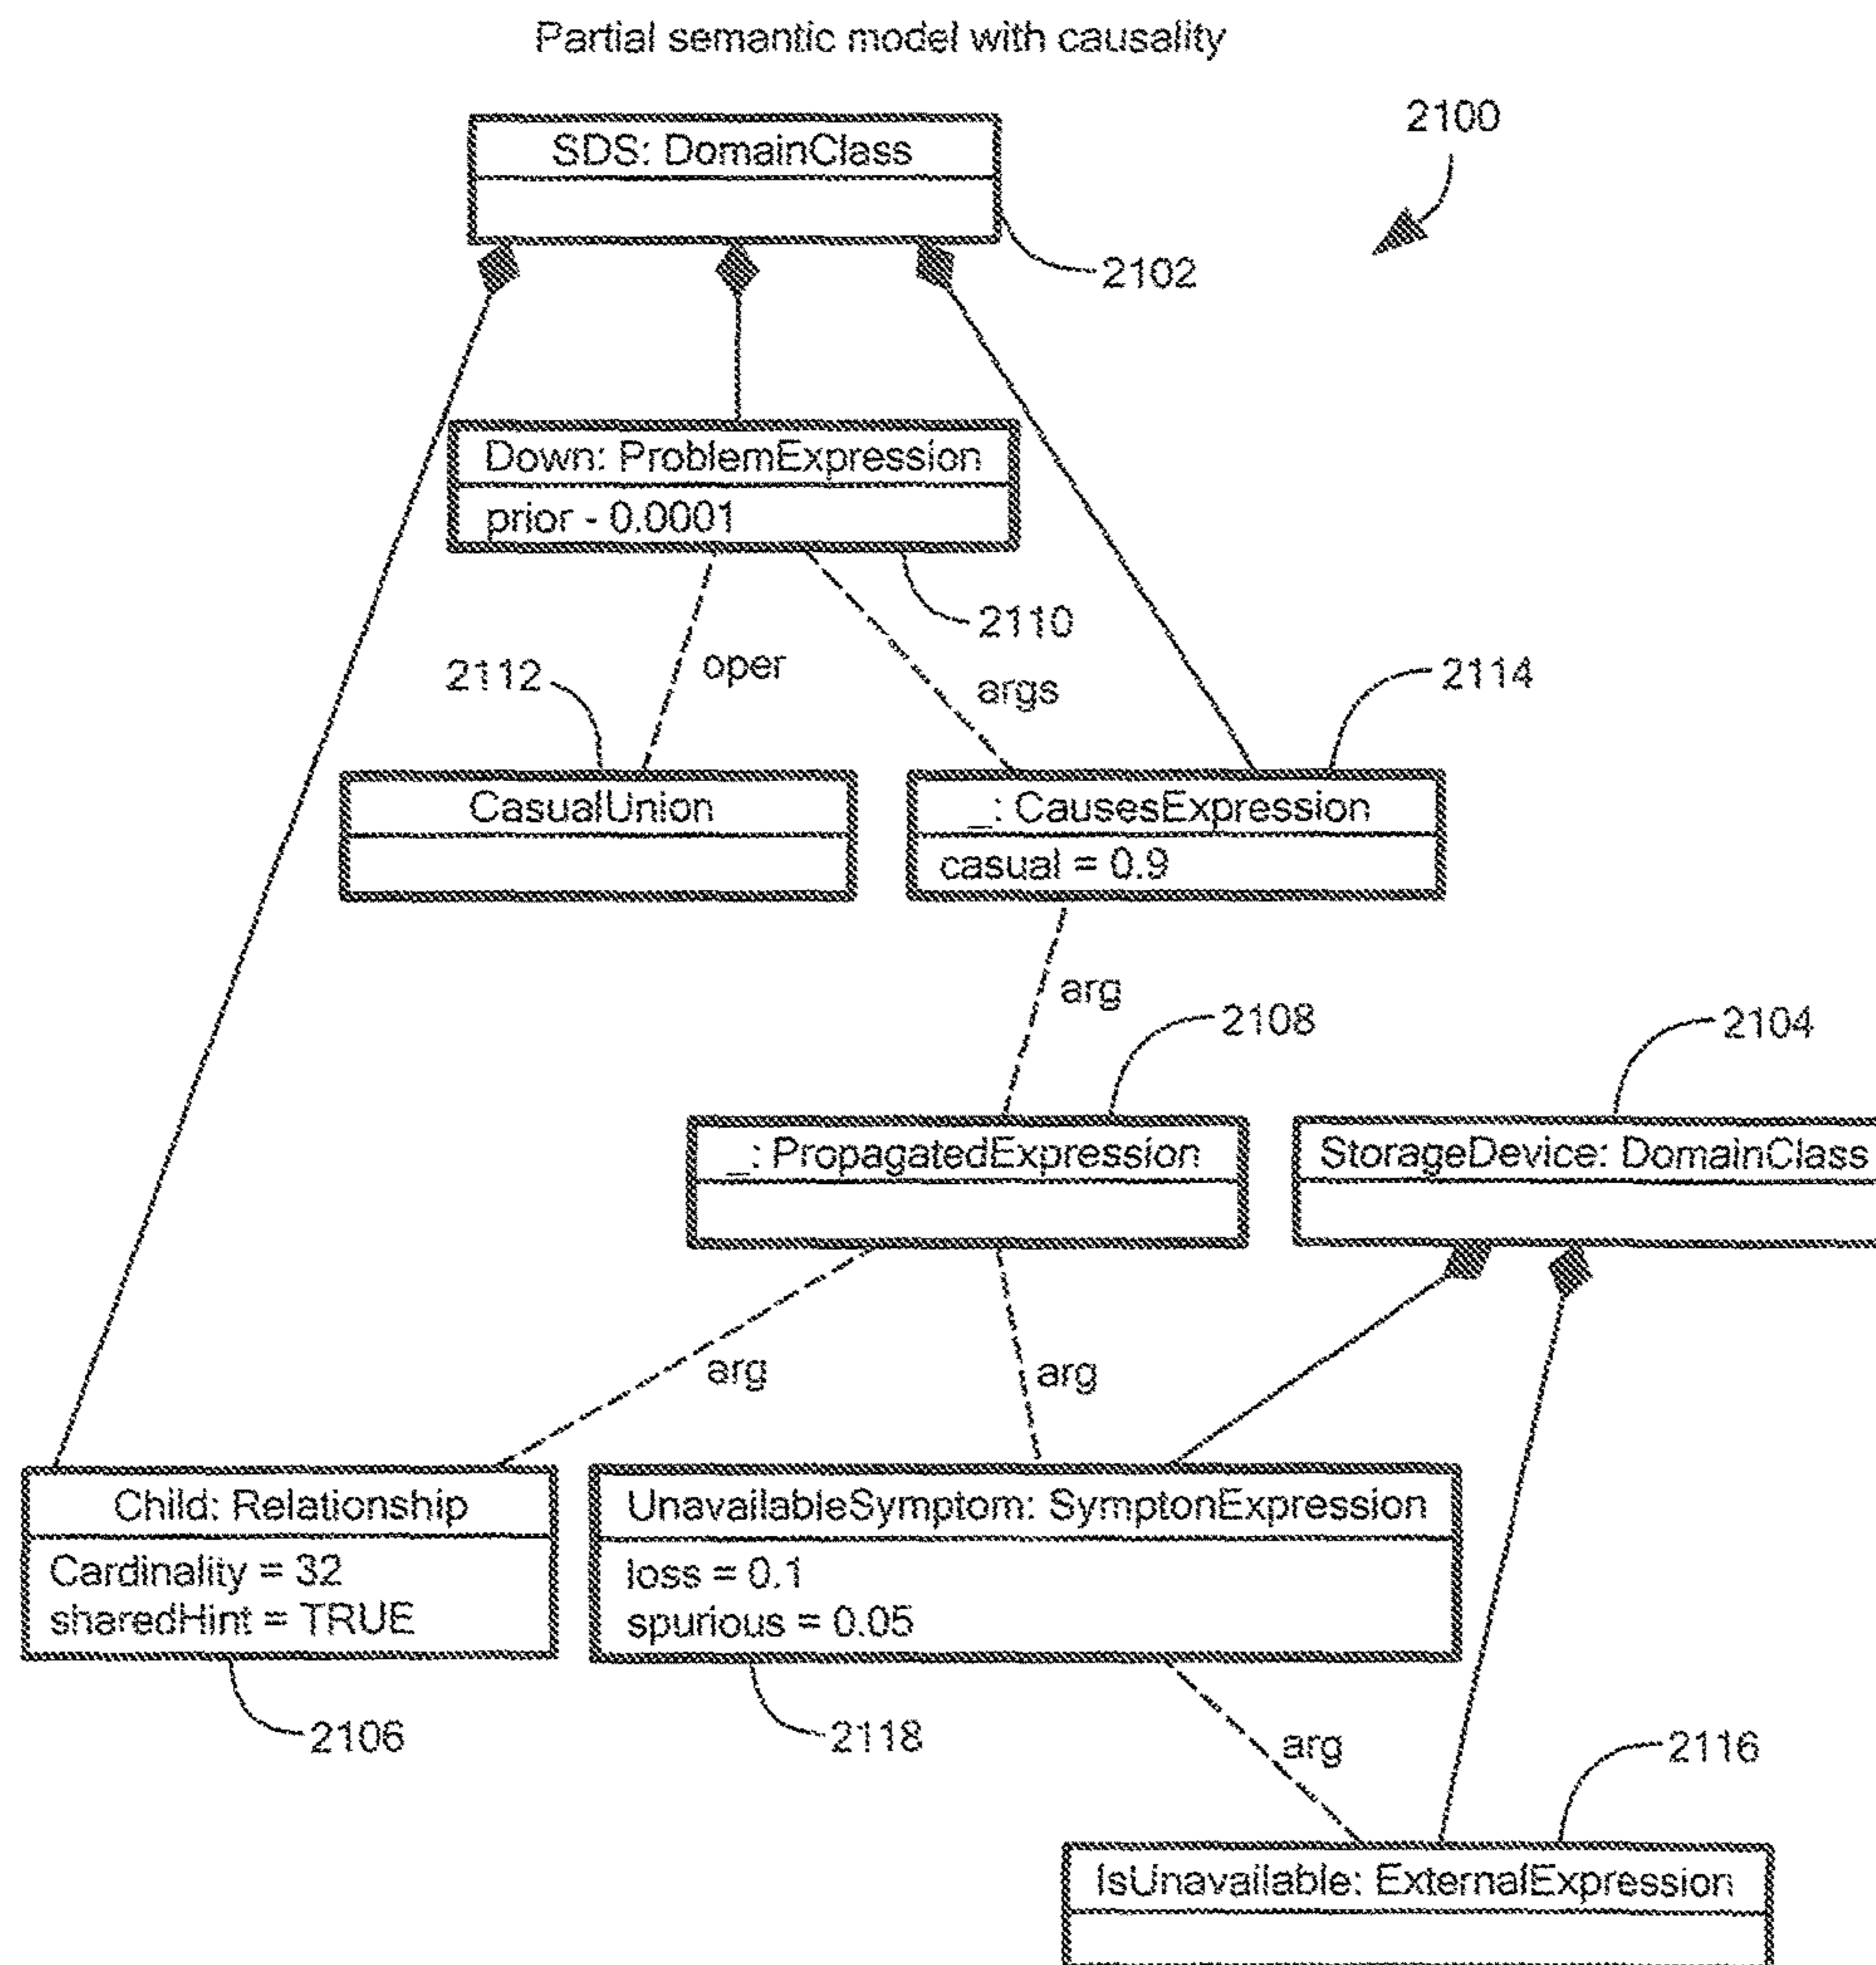 Partial semantic model with causality
2100
SDS: DomainClass
2102
Down: ProblemExpression
prior - 0.0001
2110
oper
args
2112
2114
CasualUnion
_: CausesExpression
casual = 0.9
arg
2108
2104
_: PropagatedExpression
StorageDevice: DomainClass
arg
arg
Child: Relationship
Cardinality = 32
sharedHint = TRUE
UnavailableSymptom: SymptonExpression
loss = 0.1
spurious = 0.05
2106
2118
arg
2116
IsUnavailable: ExternalExpression